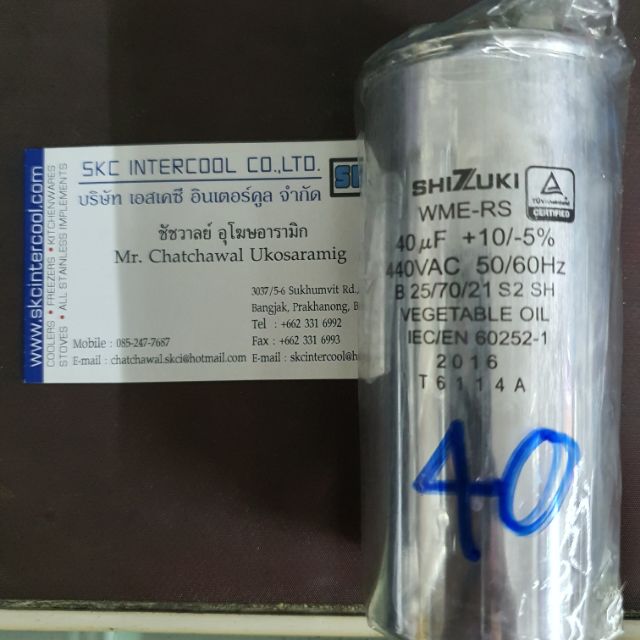 www.skcintercool.com
COOLERS • FREEZERS • KITCHENWARES
STOVES • ALL STAINLESS IMPLEMENTS
SKC INTERCOOL CO.,LTD.
บริษัท เอสเคซี อินเตอร์คูล จำกัด
ชัชวาลย์ อุโฆษอารามิก
Mr. Chatchawal Ukosaramig
3037/5-6 Sukhumvit Rd.,
Bangjak, Prakhanong,
Tel : +662 331 6992
Mobile : 085-247-7687 Fax : +662 331 6993
E-mail : chatchawal.skci@hotmail.com E-mail : skcintercool@h
SHIZUKI
WME-RS
CERTIFIED
40μF +10/-5%
440VAC 50/60Hz
B 25/70/21 S2 SH
VEGETABLE OIL
IEC/EN 60252-1
2016
T6114A
40